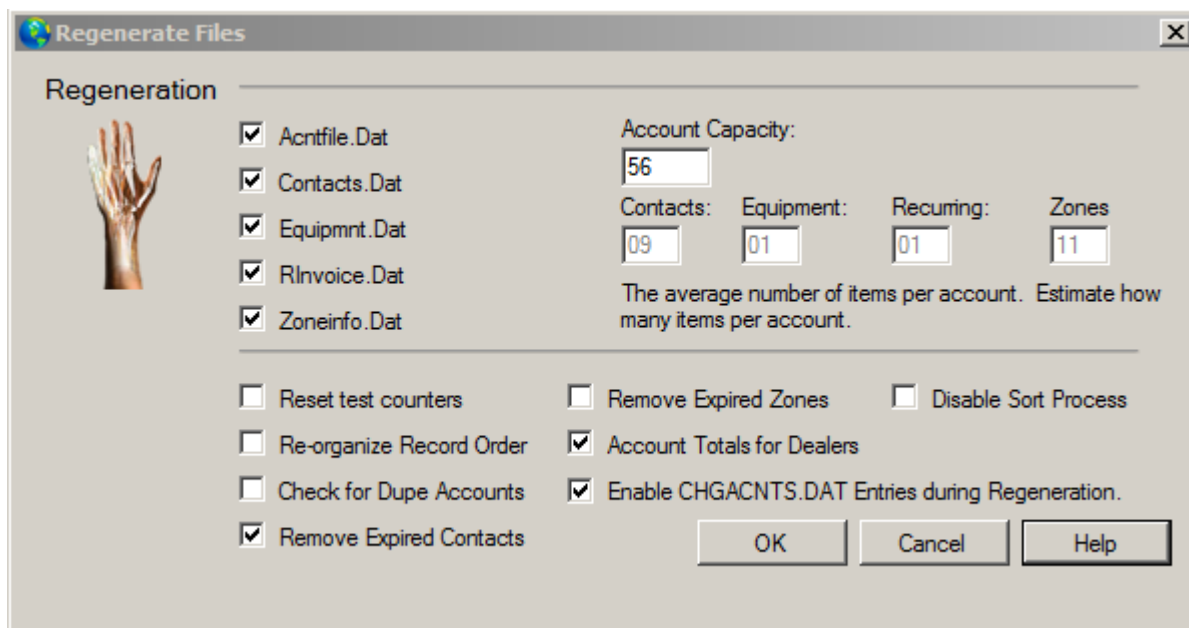 Regenerate Files
Regeneration
Acntfile.Dat
Contacts.Dat
Equipmnt.Dat
RInvoice.Dat
Zoneinfo.Dat
Account Capacity:
56
Contacts: Equipment: Recurring: Zones
09 01 01 11
The average number of items per account. Estimate how
many items per account.
Reset test counters Remove Expired Zones Disable Sort Process
Re-organize Record Order Account Totals for Dealers
Check for Dupe Accounts Enable CHGACNTS.DAT Entries during Regeneration.
Remove Expired Contacts
OK Cancel Help